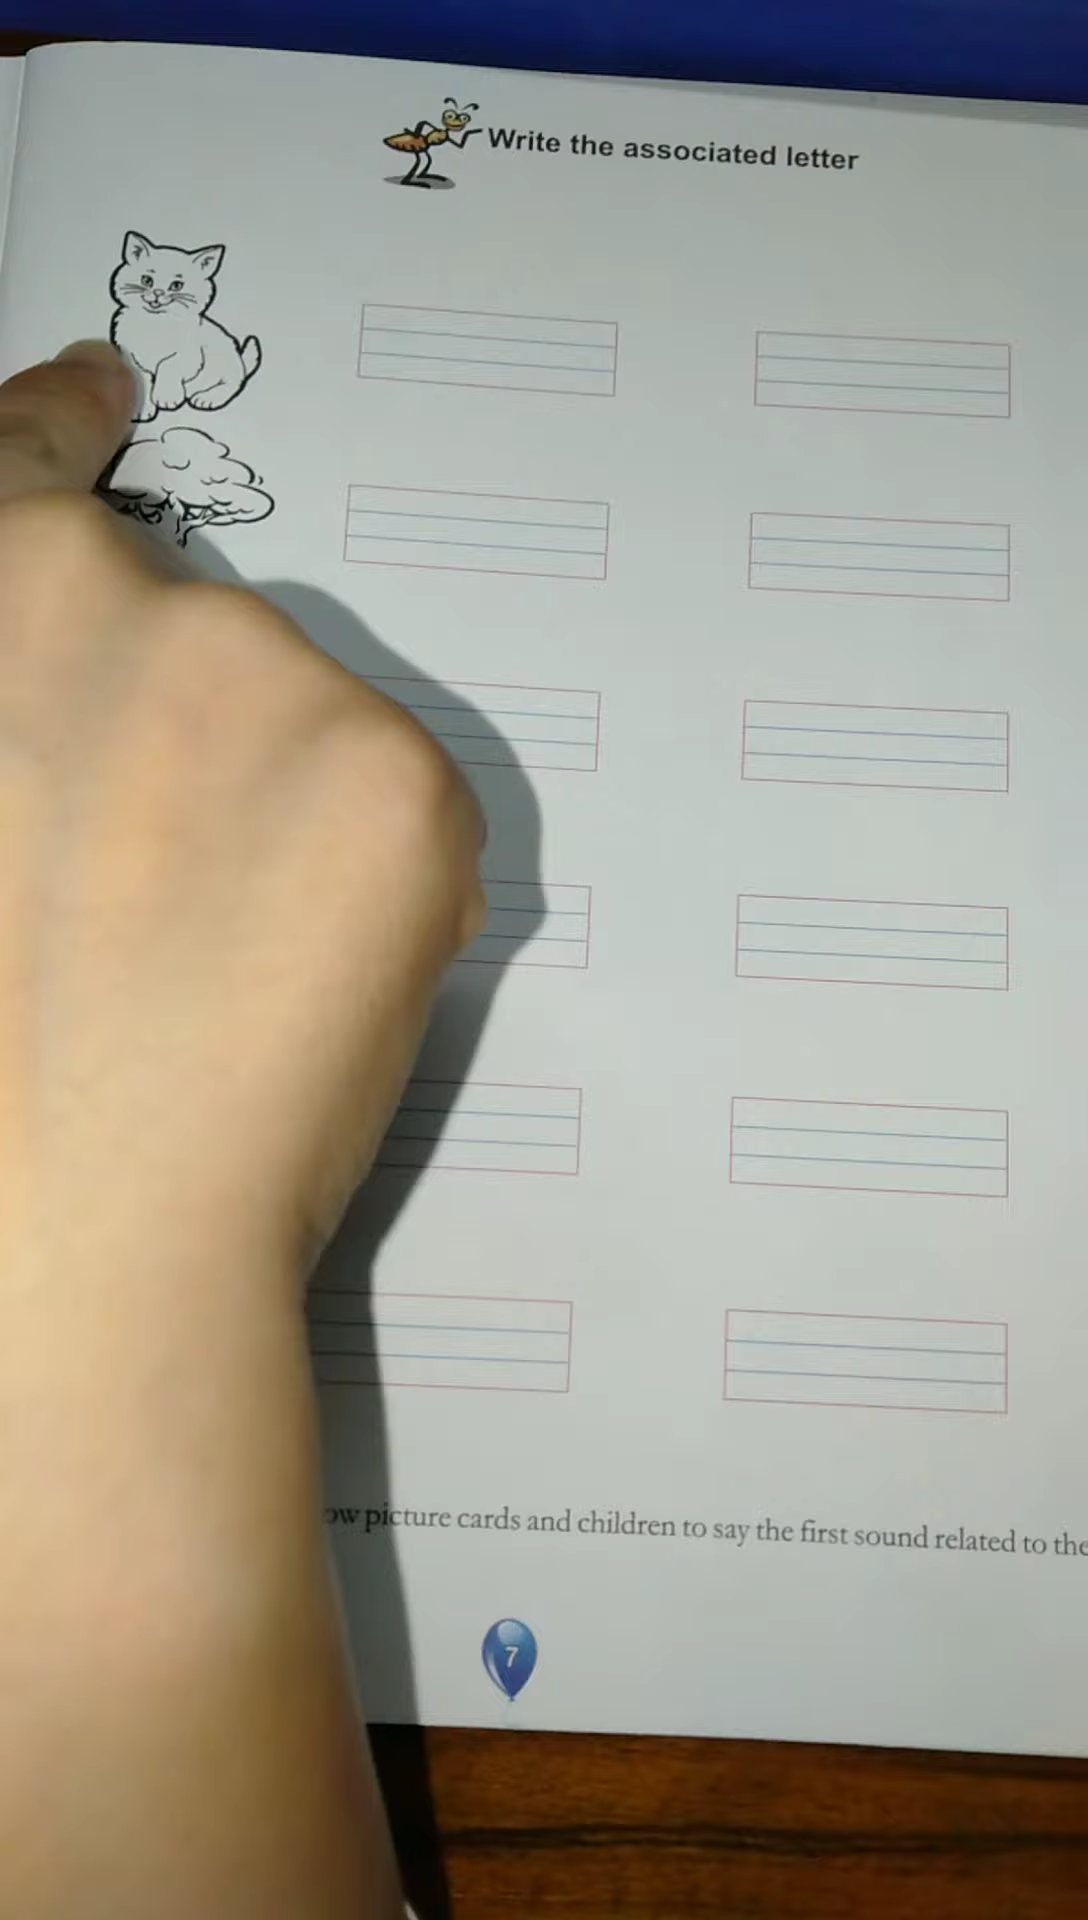 Write the associated letter
picture cards and children to say the first sound related to the
7